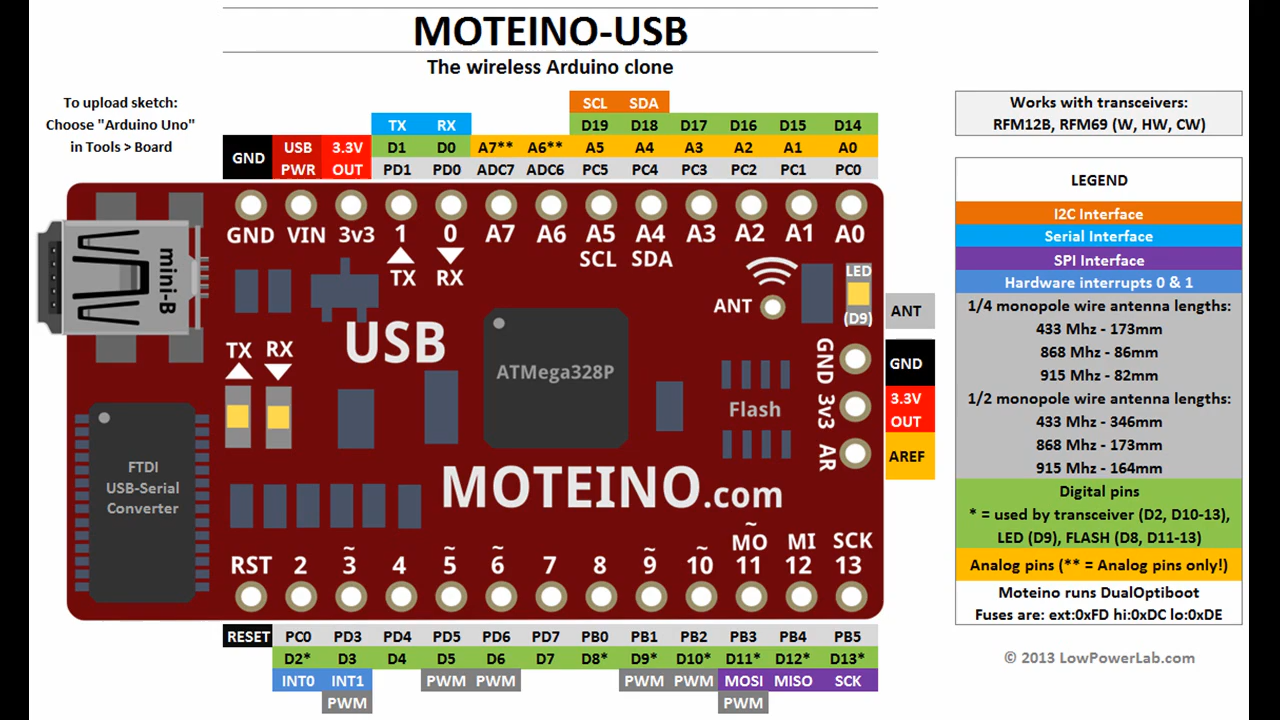 MOTEINO-USB
The wireless Arduino clone
To upload sketch:
Choose "Arduino Uno"
in Tools > Board
SCL SDA
TX RX D19 D18 D17 D16 D15 D14
GND USB PWR 3.3V OUT D1 D0 A7** A6** A5 A4 A3 A2 A1 A0
PD1 PD0 ADC7 ADC6 PC5 PC4 PC3 PC2 PC1 PC0
GND VIN 3v3 1 0 A7 A6 A5 A4 A3 A2 A1 A0
SCL SDA
TX RX
mini-B
LED
ANT
(D9)
USB
TX RX
ATMega328P
GND
3v3
AR
Flash
FTDI
USB-Serial
Converter
MOTEINO.com
~ MO MI SCK
RST 2 ~ 3 4 ~ 5 ~ 6 7 8 ~ 9 ~ 10 11 12 13
RESET PC0 PD3 PD4 PD5 PD6 PD7 PB0 PB1 PB2 PB3 PB4 PB5
D2* D3 D4 D5 D6 D7 D8* D9* D10* D11* D12* D13*
INT0 INT1 PWM PWM PWM PWM MOSI MISO SCK
PWM PWM
ANT
GND
3.3V
OUT
AREF
Works with transceivers:
RFM12B, RFM69 (W, HW, CW)
LEGEND
I2C Interface
Serial Interface
SPI Interface
Hardware interrupts 0 & 1
1/4 monopole wire antenna lengths:
433 Mhz - 173mm
868 Mhz - 86mm
915 Mhz - 82mm
1/2 monopole wire antenna lengths:
433 Mhz - 346mm
868 Mhz - 173mm
915 Mhz - 164mm
Digital pins
* = used by transceiver (D2, D10-13),
LED (D9), FLASH (D8, D11-13)
Analog pins (** = Analog pins only!)
Moteino runs DualOptiboot
Fuses are: ext:0xFD hi:0xDC lo:0xDE
© 2013 LowPowerLab.com